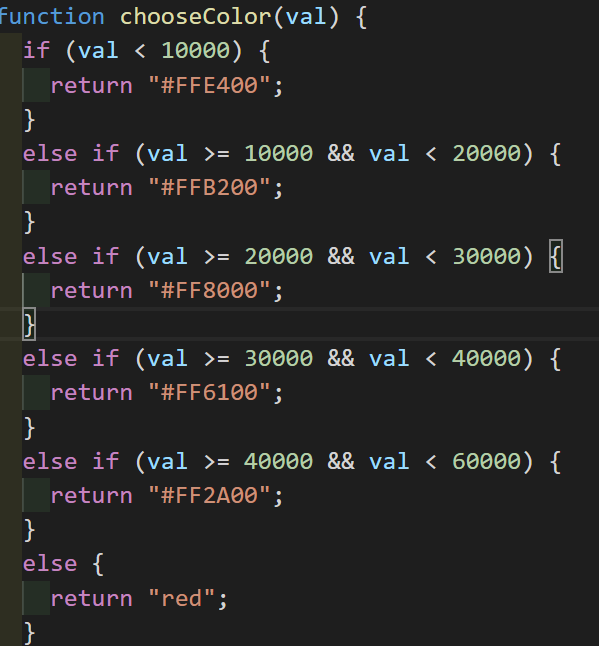 function chooseColor(val) {
  if (val < 10000) {
    return "#FFE400";
  }
  else if (val >= 10000 && val < 20000) {
    return "#FFB200";
  }
  else if (val >= 20000 && val < 30000) {
    return "#FF8000";
  }
  else if (val >= 30000 && val < 40000) {
    return "#FF6100";
  }
  else if (val >= 40000 && val < 60000) {
    return "#FF2A00";
  }
  else {
    return "red";
  }